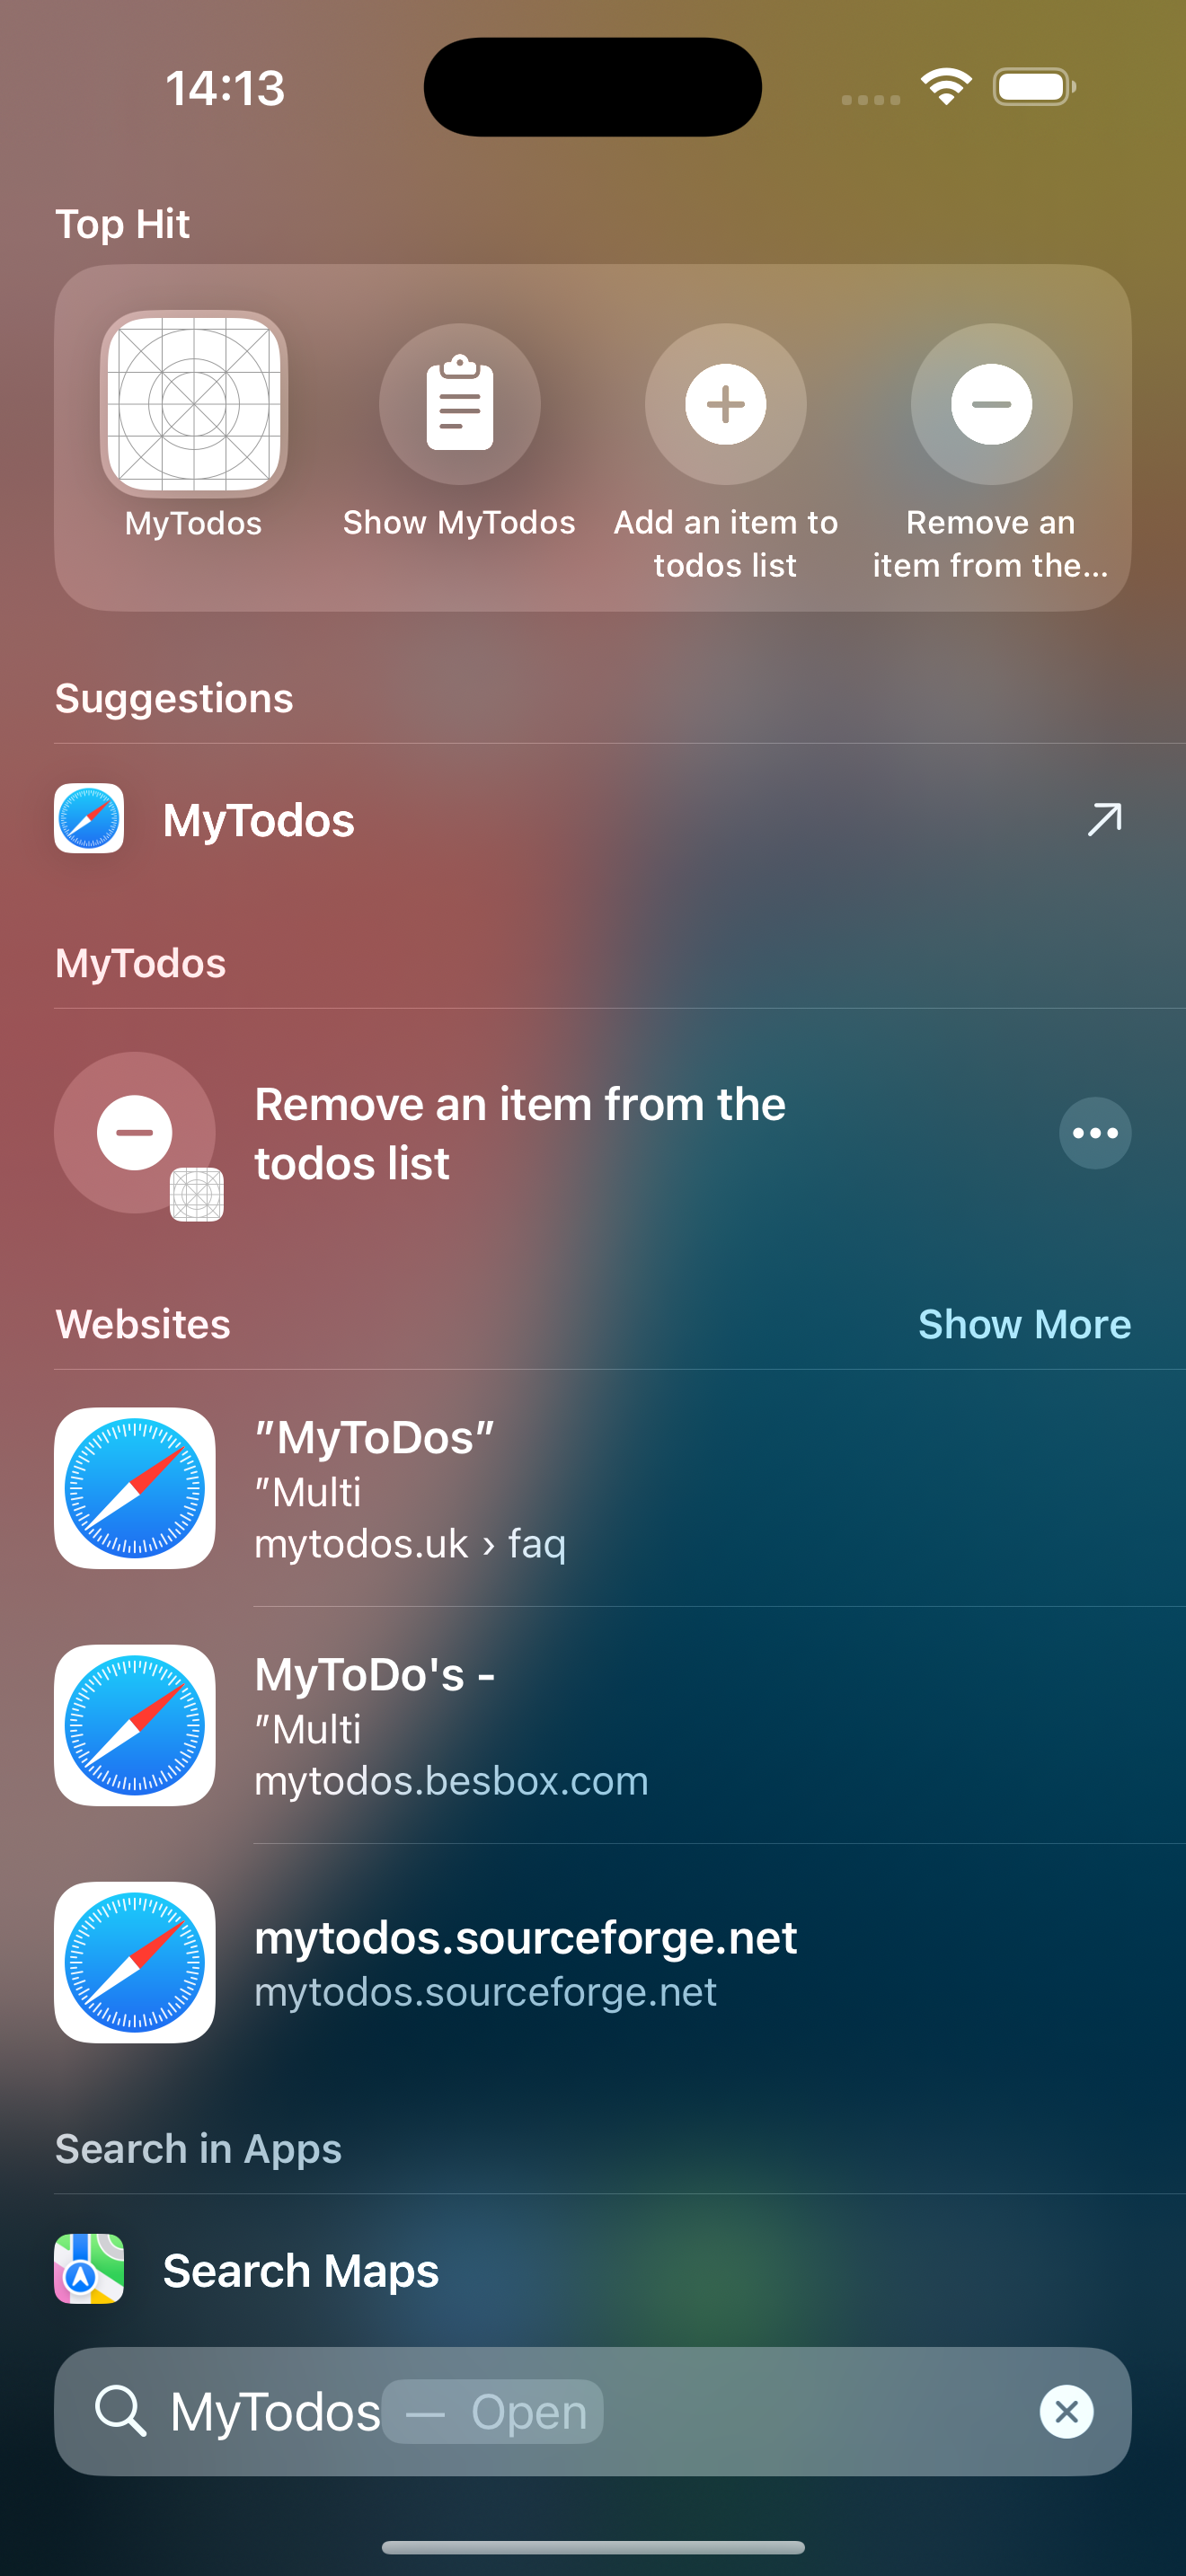 14:13
Top Hit
MyTodos
Show MyTodos
Add an item to
todos list
Remove an
item from the...
Suggestions
MyTodos
MyTodos
Remove an item from the
todos list
Websites
Show More
"MyToDos"
"Multi
mytodos.uk › faq
MyToDo's -
"Multi
mytodos.besbox.com
mytodos.sourceforge.net
mytodos.sourceforge.net
Search in Apps
Search Maps
MyTodos — Open